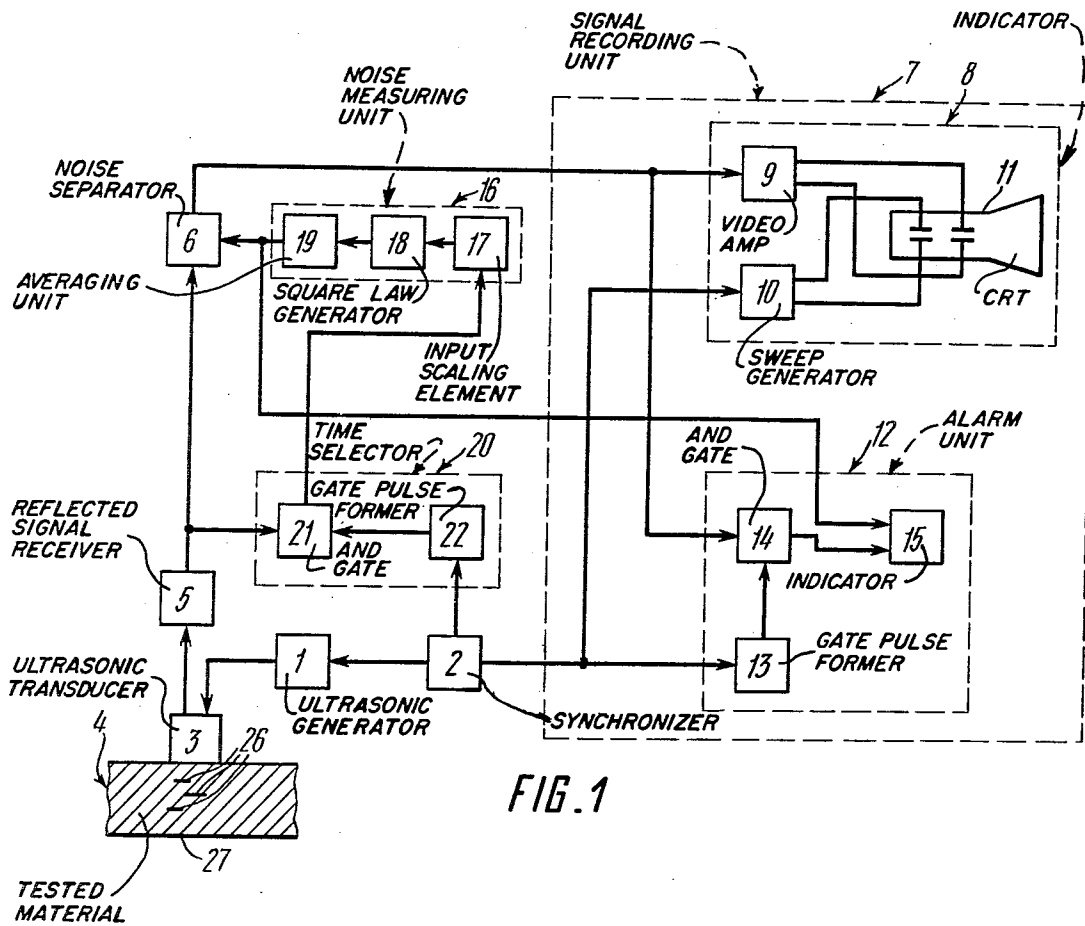 SIGNAL
RECORDING
UNIT
INDICATOR
7
8
NOISE
MEASURING
UNIT
NOISE
SEPARATOR
16
9
11
6
19
18
17
VIDEO
AMP
AVERAGING
UNIT
SQUARE LAW
GENERATOR
10
CRT
INPUT
SCALING
ELEMENT
SWEEP
GENERATOR
TIME
SELECTOR
20
AND
GATE
12
ALARM
UNIT
GATE PULSE
FORMER
REFLECTED
SIGNAL
RECEIVER
21
22
14
15
AND
GATE
INDICATOR
5
ULTRASONIC
TRANSDUCER
1
2
13
GATE PULSE
FORMER
ULTRASONIC
GENERATOR
SYNCHRONIZER
4
3
26
FIG.1
27
TESTED
MATERIAL